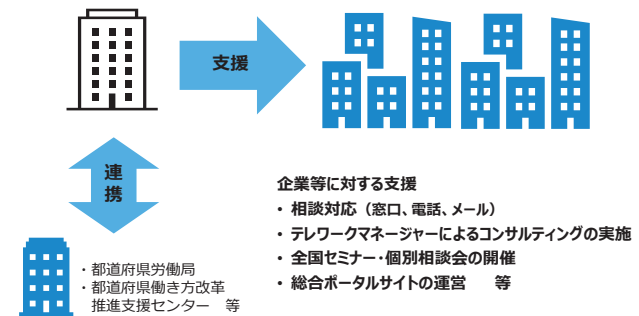 支援
連
携
企業等に対する支援
• 相談対応（窓口、電話、メール）
• テレワークマネージャーによるコンサルティングの実施
• 全国セミナー・個別相談会の開催
• 総合ポータルサイトの運営　　等
・都道府県労働局
・都道府県働き方改革
推進支援センター　等